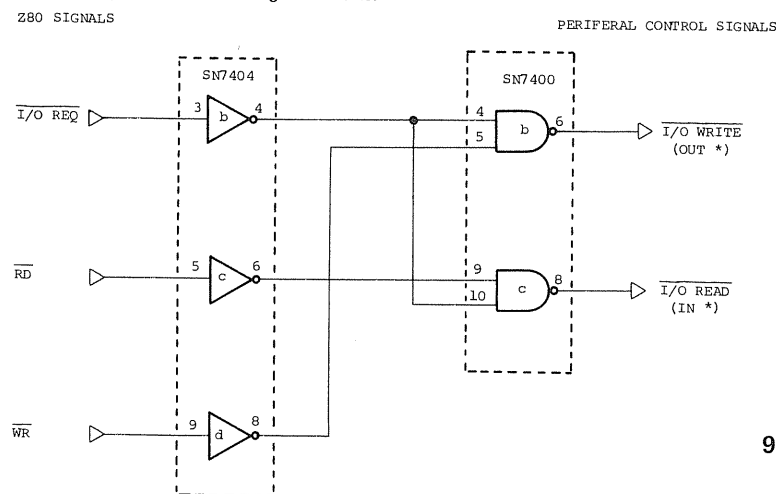 Z80 SIGNALS
PERIFERAL CONTROL SIGNALS
SN7404
SN7400
I/O REQ
3
b
4
4
5
b
6
I/O WRITE
(OUT *)
RD
5
c
6
9
10
c
8
I/O READ
(IN *)
WR
9
d
8
9